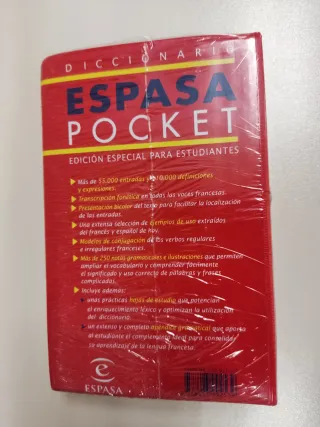 DICCIONARIO
ESPASA
POCKET
EDICIÓN ESPECIAL PARA ESTUDIANTES
Más de 55.000 entradas y definiciones
y expresiones.
Transcripción fonética en todas las voces francesas.
Presentación bicolor del texto para facilitar la localización
de las entradas.
Una extensa selección de ejemplos de uso extraídos
del francés y español de hoy.
Modelos de conjugación de los verbos regulares
e irregulares franceses.
Más de 250 notas gramaticales e ilustraciones que permiten
ampliar el vocabulario y comprender fácilmente
el significado y uso correcto de palabras y frases
complicadas.
Incluye además:
unas prácticas hojas de estudio que potencian
el enriquecimiento léxico y optimizan la utilización
del diccionario.
un extenso y completo apéndice gramatical que aporta
al estudiante el complemento ideal para consolidar
su aprendizaje de la lengua francesa.
ESPASA